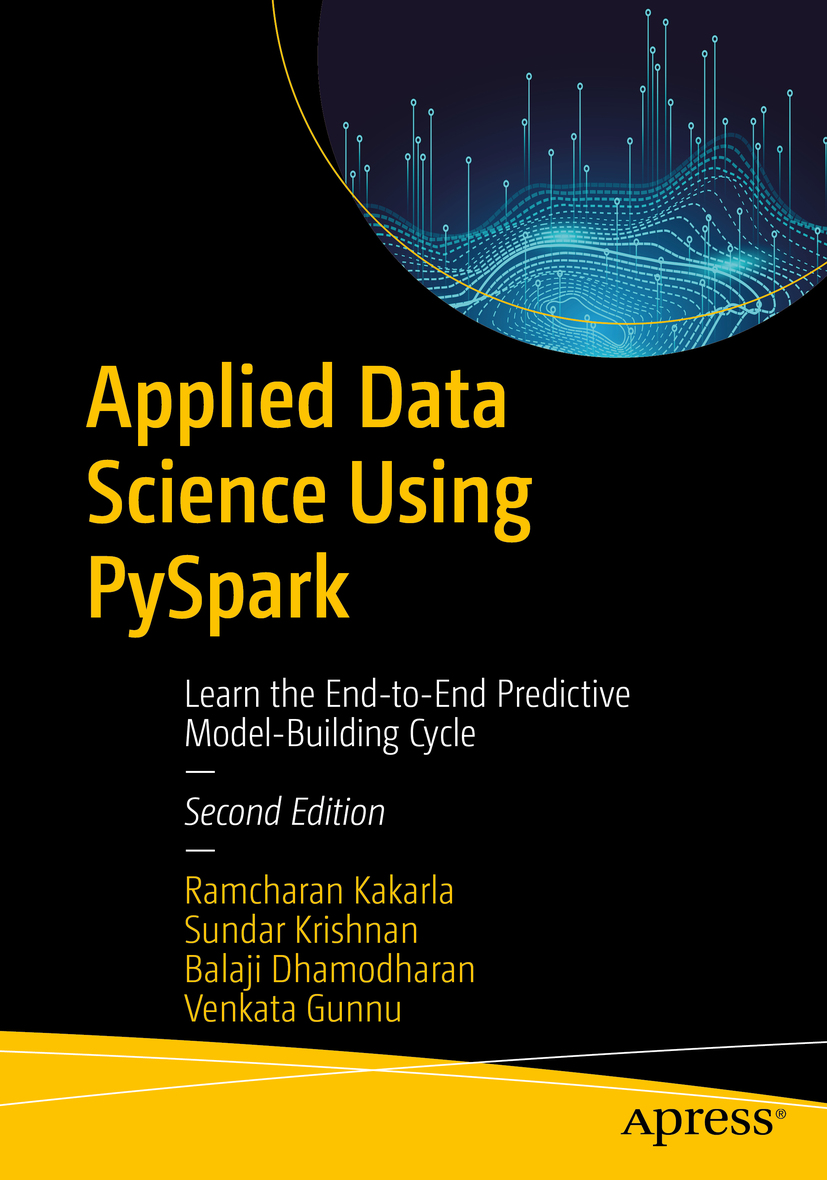 Applied Data
Science Using
PySpark
Learn the End-to-End Predictive
Model-Building Cycle
—
Second Edition
—
Ramcharan Kakarla
Sundar Krishnan
Balaji Dhamodharan
Venkata Gunnu
Apress®